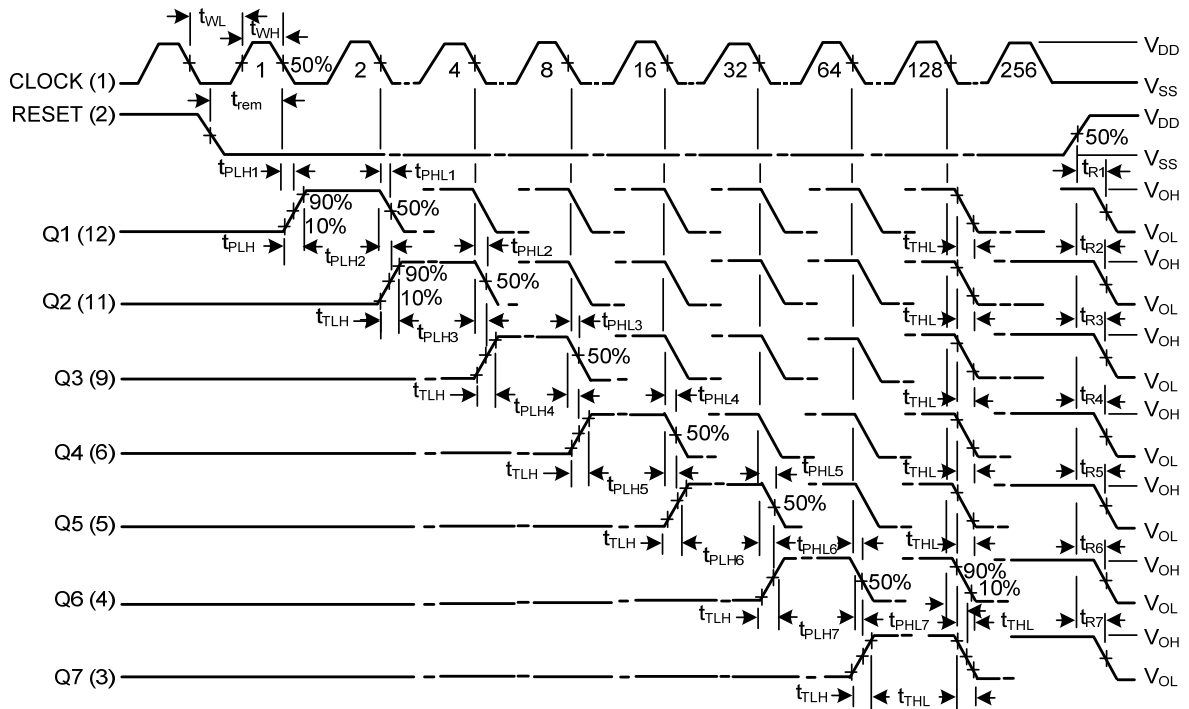 tWL
tWH
VDD
CLOCK (1) 1 50% 2 4 8 16 32 64 128 256 VSS
trem
RESET (2) VDD
50%
tPLH1 tPHL1 tR1 VSS
90% 50% VOH
10%
Q1 (12) tPLH tPLH2 tPHL2 tTHL tR2 VOL
90% 50% VOH
10%
Q2 (11) tTLH tPLH3 tPHL3 tTHL tR3 VOL
50% VOH
Q3 (9) tTLH tPLH4 tPHL4 tTHL tR4 VOL
50% VOH
Q4 (6) tTLH tPLH5 tPHL5 tTHL tR5 VOL
50% VOH
Q5 (5) tTLH tPLH6 tPHL6 tTHL tR6 VOL
50% 90% VOH
10%
Q6 (4) tTLH tPLH7 tPHL7 tTHL tR7 VOL
VOH
Q7 (3) tTLH tTHL VOL